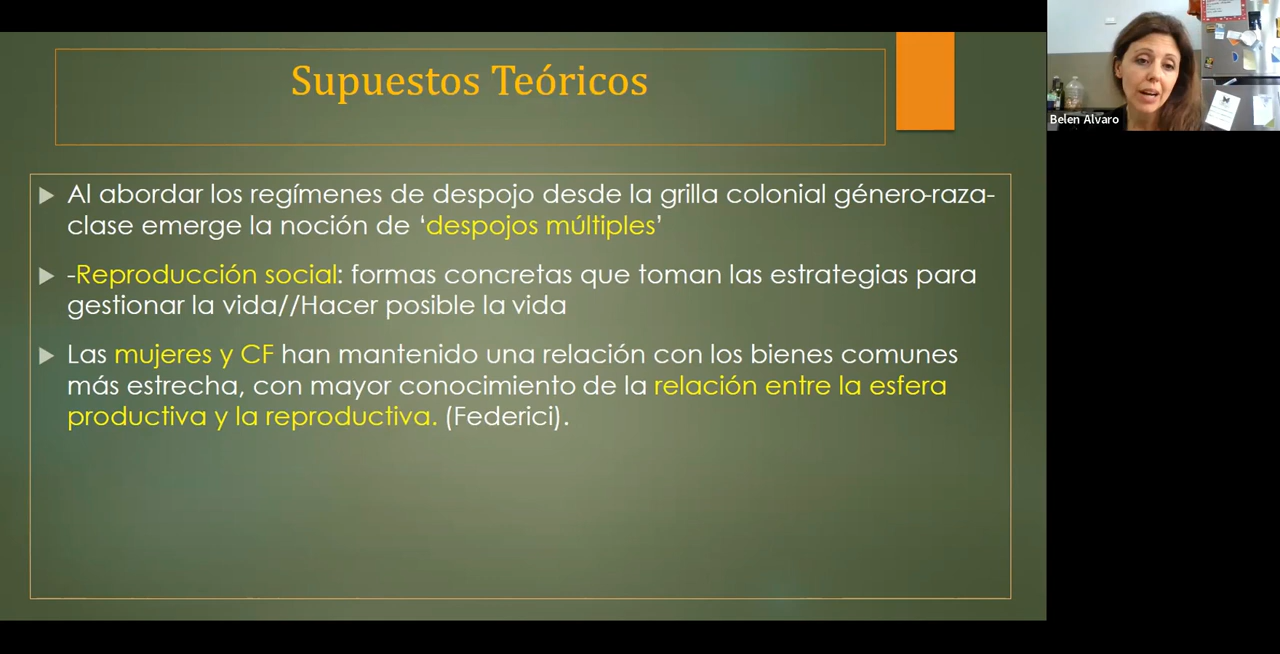 Supuestos Teóricos
Al abordar los regímenes de despojo desde la grilla colonial género-raza-
clase emerge la noción de ‘despojos múltiples’
-Reproducción social: formas concretas que toman las estrategias para
gestionar la vida//Hacer posible la vida
Las mujeres y CF han mantenido una relación con los bienes comunes
más estrecha, con mayor conocimiento de la relación entre la esfera
productiva y la reproductiva. (Federici).
Belen Alvaro